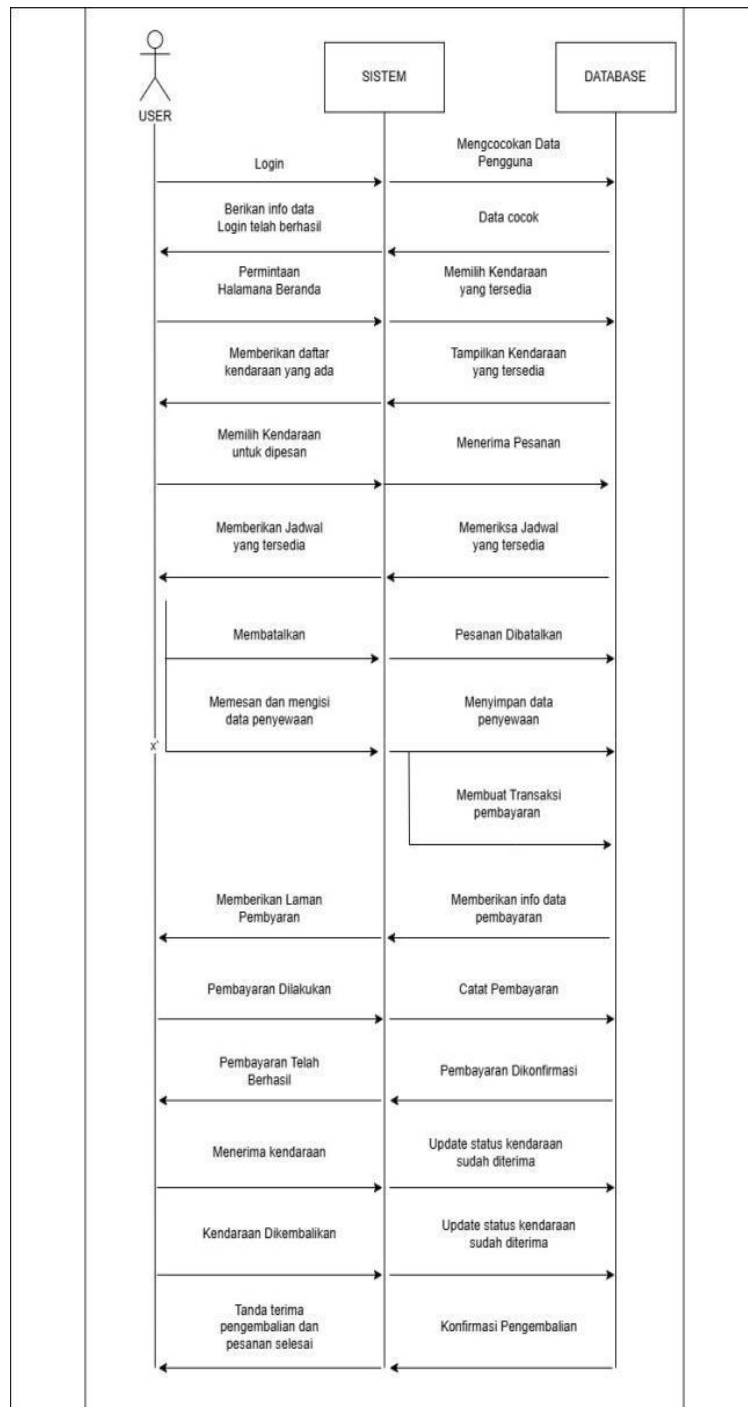 SISTEM
DATABASE
USER
Login
Mengcocokan Data
Pengguna
Berikan info data
Login telah berhasil
Data cocok
Permintaan
Halamana Beranda
Memilih Kendaraan
yang tersedia
Memberikan daftar
kendaraan yang ada
Tampilkan Kendaraan
yang tersedia
Memilih Kendaraan
untuk dipesan
Menerima Pesanan
Memberikan Jadwal
yang tersedia
Memeriksa Jadwal
yang tersedia
Membatalkan
Pesanan Dibatalkan
Memesan dan mengisi
data penyewaan
Menyimpan data
penyewaan
x'
Membuat Transaksi
pembayaran
Memberikan Laman
Pembyaran
Memberikan info data
pembayaran
Pembayaran Dilakukan
Catat Pembayaran
Pembayaran Telah
Berhasil
Pembayaran Dikonfirmasi
Menerima kendaraan
Update status kendaraan
sudah diterima
Kendaraan Dikembalikan
Update status kendaraan
sudah diterima
Tanda terima
pengembalian dan
pesanan selesai
Konfirmasi Pengembalian